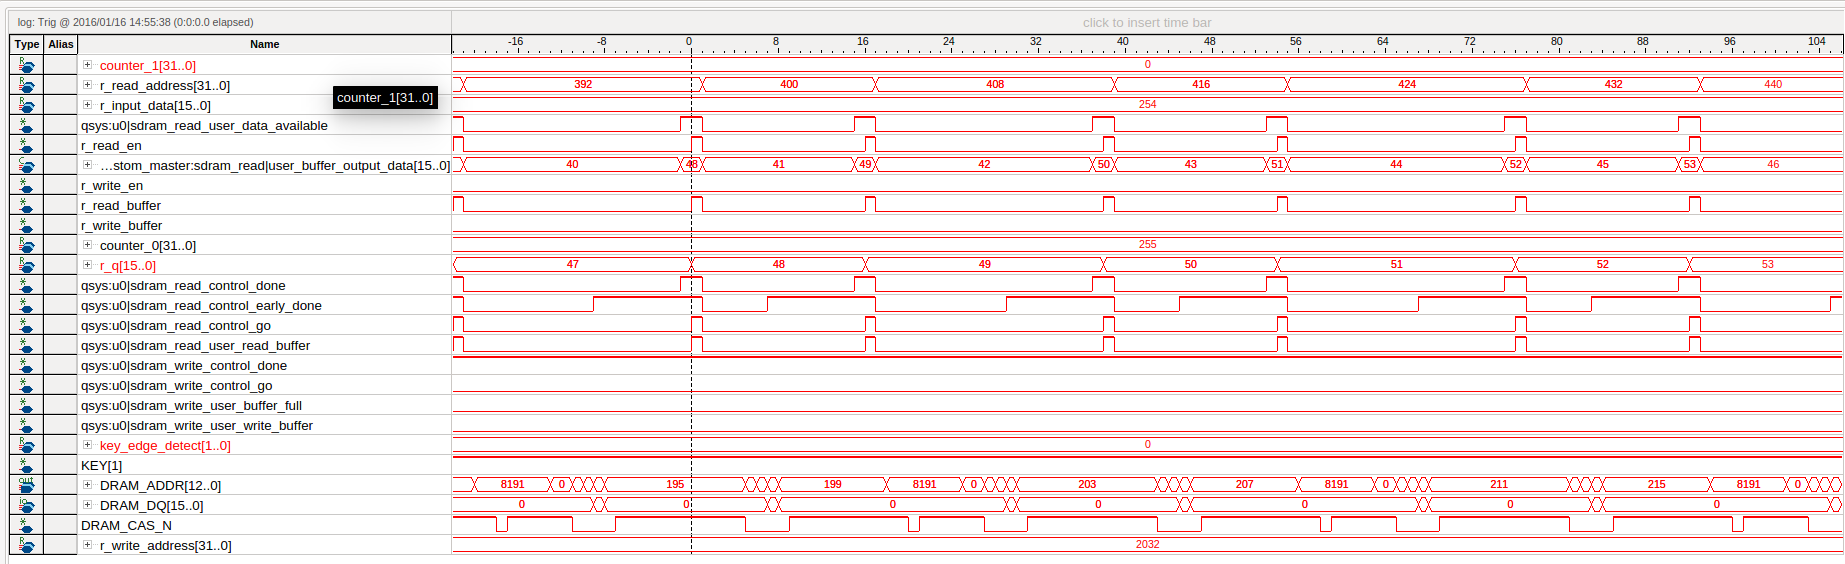 log: Trig @ 2016/01/16 14:55:38 (0:0:0.0 elapsed) click to insert time bar
Type Alias Name -16 -8 0 8 16 24 32 40 48 56 64 72 80 88 96 104
counter_1[31..0] 0
r_read_address[31..0] 392 400 408 416 424 432 440
counter_1[31..0]
r_input_data[15..0] 254
qsys:u0|sdram_read_user_data_available
r_read_en
...stom_master:sdram_read|user_buffer_output_data[15..0] 40 48 41 49 42 50 43 51 44 52 45 53 46
r_write_en
r_read_buffer
r_write_buffer
counter_0[31..0] 255
r_q[15..0] 47 48 49 50 51 52 53
qsys:u0|sdram_read_control_done
qsys:u0|sdram_read_control_early_done
qsys:u0|sdram_read_control_go
qsys:u0|sdram_read_user_read_buffer
qsys:u0|sdram_write_control_done
qsys:u0|sdram_write_control_go
qsys:u0|sdram_write_user_buffer_full
qsys:u0|sdram_write_user_write_buffer
key_edge_detect[1..0] 0
KEY[1]
DRAM_ADDR[12..0] 8191 0 195 199 8191 0 203 207 8191 0 211 215 8191 0
DRAM_DQ[15..0] 0 0 0 0 0 0 0
DRAM_CAS_N
r_write_address[31..0] 2032